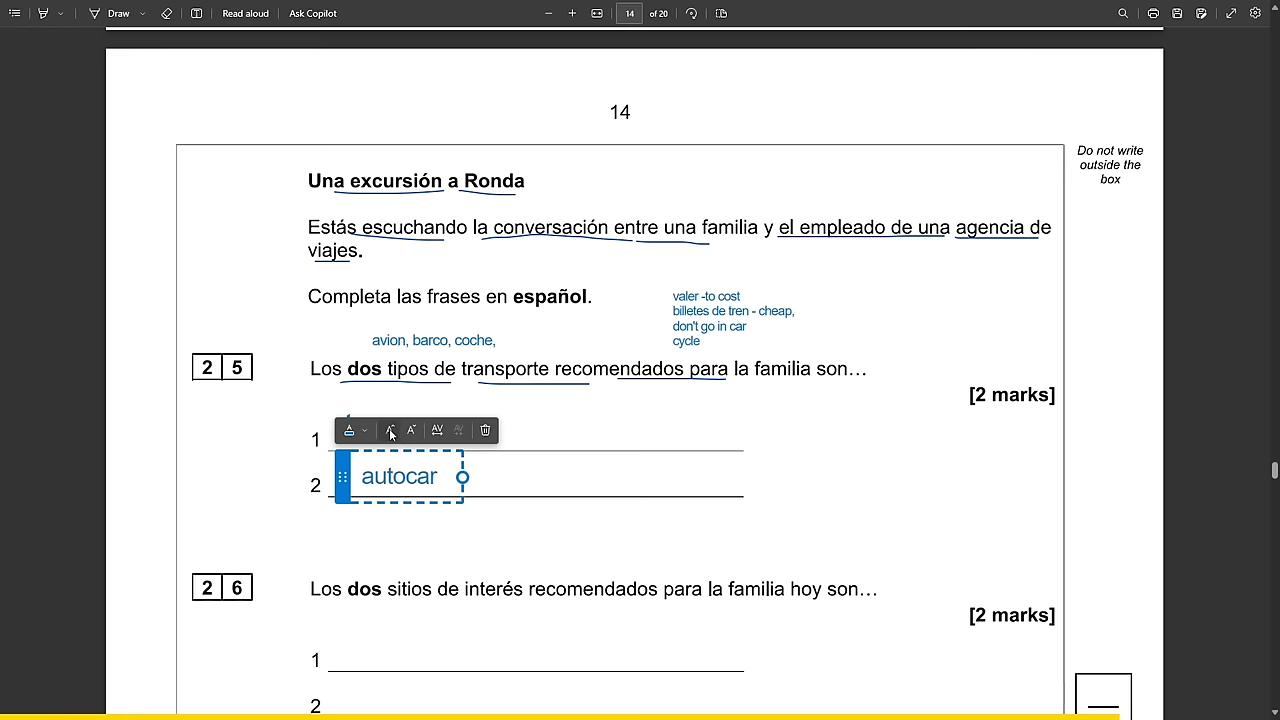 Draw
Read aloud
Ask Copilot
14
of 20
14
Do not write
outside the
box
Una excursión a Ronda
Estás escuchando la conversación entre una familia y el empleado de una agencia de
viajes.
Completa las frases en español.
valer -to cost
billetes de tren - cheap,
don't go in car
cycle
avion, barco, coche,
2 5
Los dos tipos de transporte recomendados para la familia son…
[2 marks]
1
2
autocar
2 6
Los dos sitios de interés recomendados para la familia hoy son…
[2 marks]
1
2